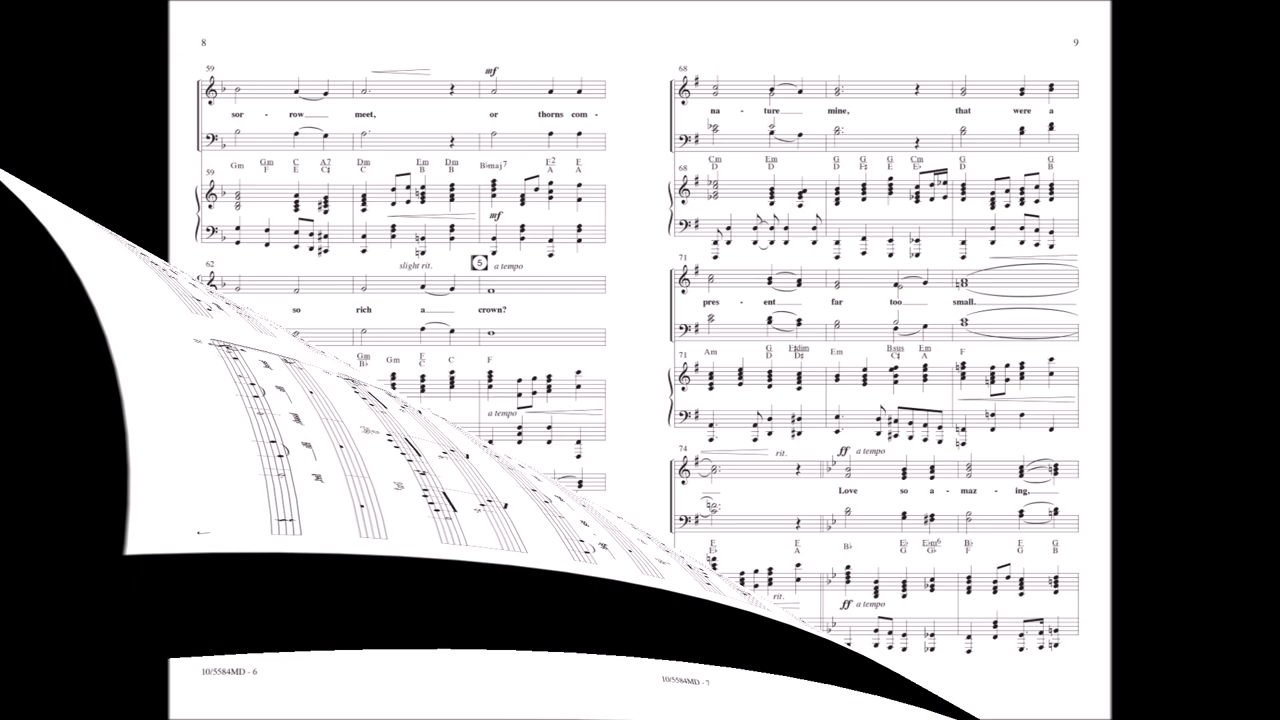 8
59
mf
sor - row meet, or thorns com -
Gm Gm/F C/E A7/C♯ Dm/C Em/B Dm/B B♭maj7 F2/A F/A
59
mf
slight rit. 5 a tempo
62
so rich a crown?
Gm/B♭ Gm F/C C F
a tempo
10/5584MD - 6
9
68
na - ture mine, that were a
Cm/D Em/D G/D G/F♯ G/E Cm/E♭ G/D G/B
68
71
pres - ent far too small.
Am G/D E♭dim/D♯ Em Bsus/C♯ Em/A F
71
74 rit. ff a tempo
Love so a - maz - ing,
F/E♭ F/A B♭ E♭/G E♭m6/G♭ B♭/F F/G G/B
rit. ff a tempo
10/5584MD - 7